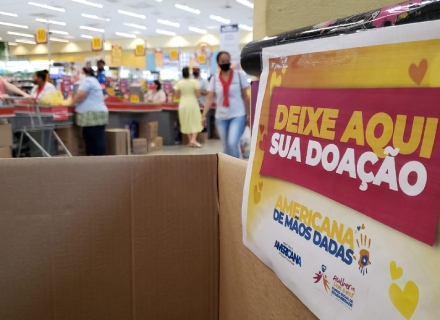 DEIXE AQUI
SUA DOAÇÃO
AMERICANA
DE MÃOS DADAS
AMERICANA